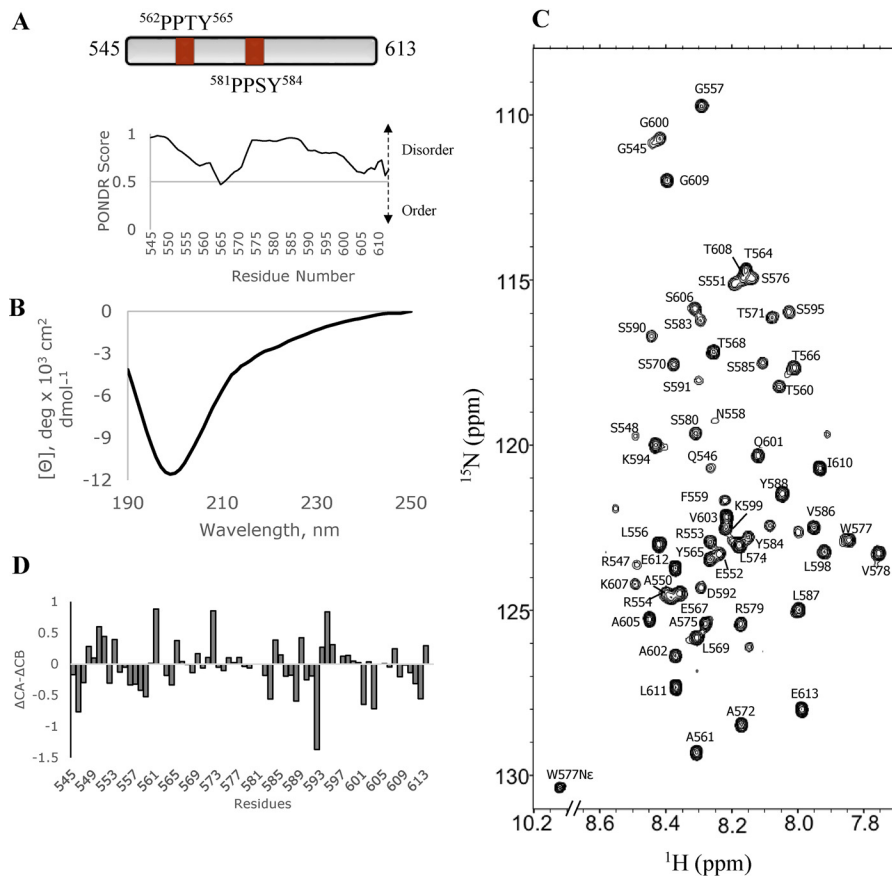 A
562PPTY565
545
613
581PPSY584
PONDR Score
1
0.5
0
Disorder
Order
545
550
555
560
565
570
575
580
585
590
595
600
605
610
Residue Number
B
[Θ], deg x 10³ cm²
dmol⁻¹
0
-3
-6
-9
-12
190
210
230
250
Wavelength, nm
D
ΔCA-ΔCB
1
0.5
0
-0.5
-1
-1.5
545
549
553
557
561
565
569
573
577
581
585
589
593
597
601
605
609
613
Residues
C
15N (ppm)
110
115
120
125
130
G557
G600
G545
G609
T608
T564
S551
S576
S606
S583
T571
S595
S590
T568
S585
T566
S570
S591
T560
S548
S580
N558
K594
Q546
Q601
I610
Y588
F559
K599
V603
V586
W577
L556
R553
Y584
Y565
L574
L598
V578
R547
E612
E552
K607
A550
D592
R554
E567
L587
A605
A575
R579
L569
A602
L611
A572
E613
A561
W577Nε
10.2
8.6
8.4
8.2
8.0
7.8
1H (ppm)